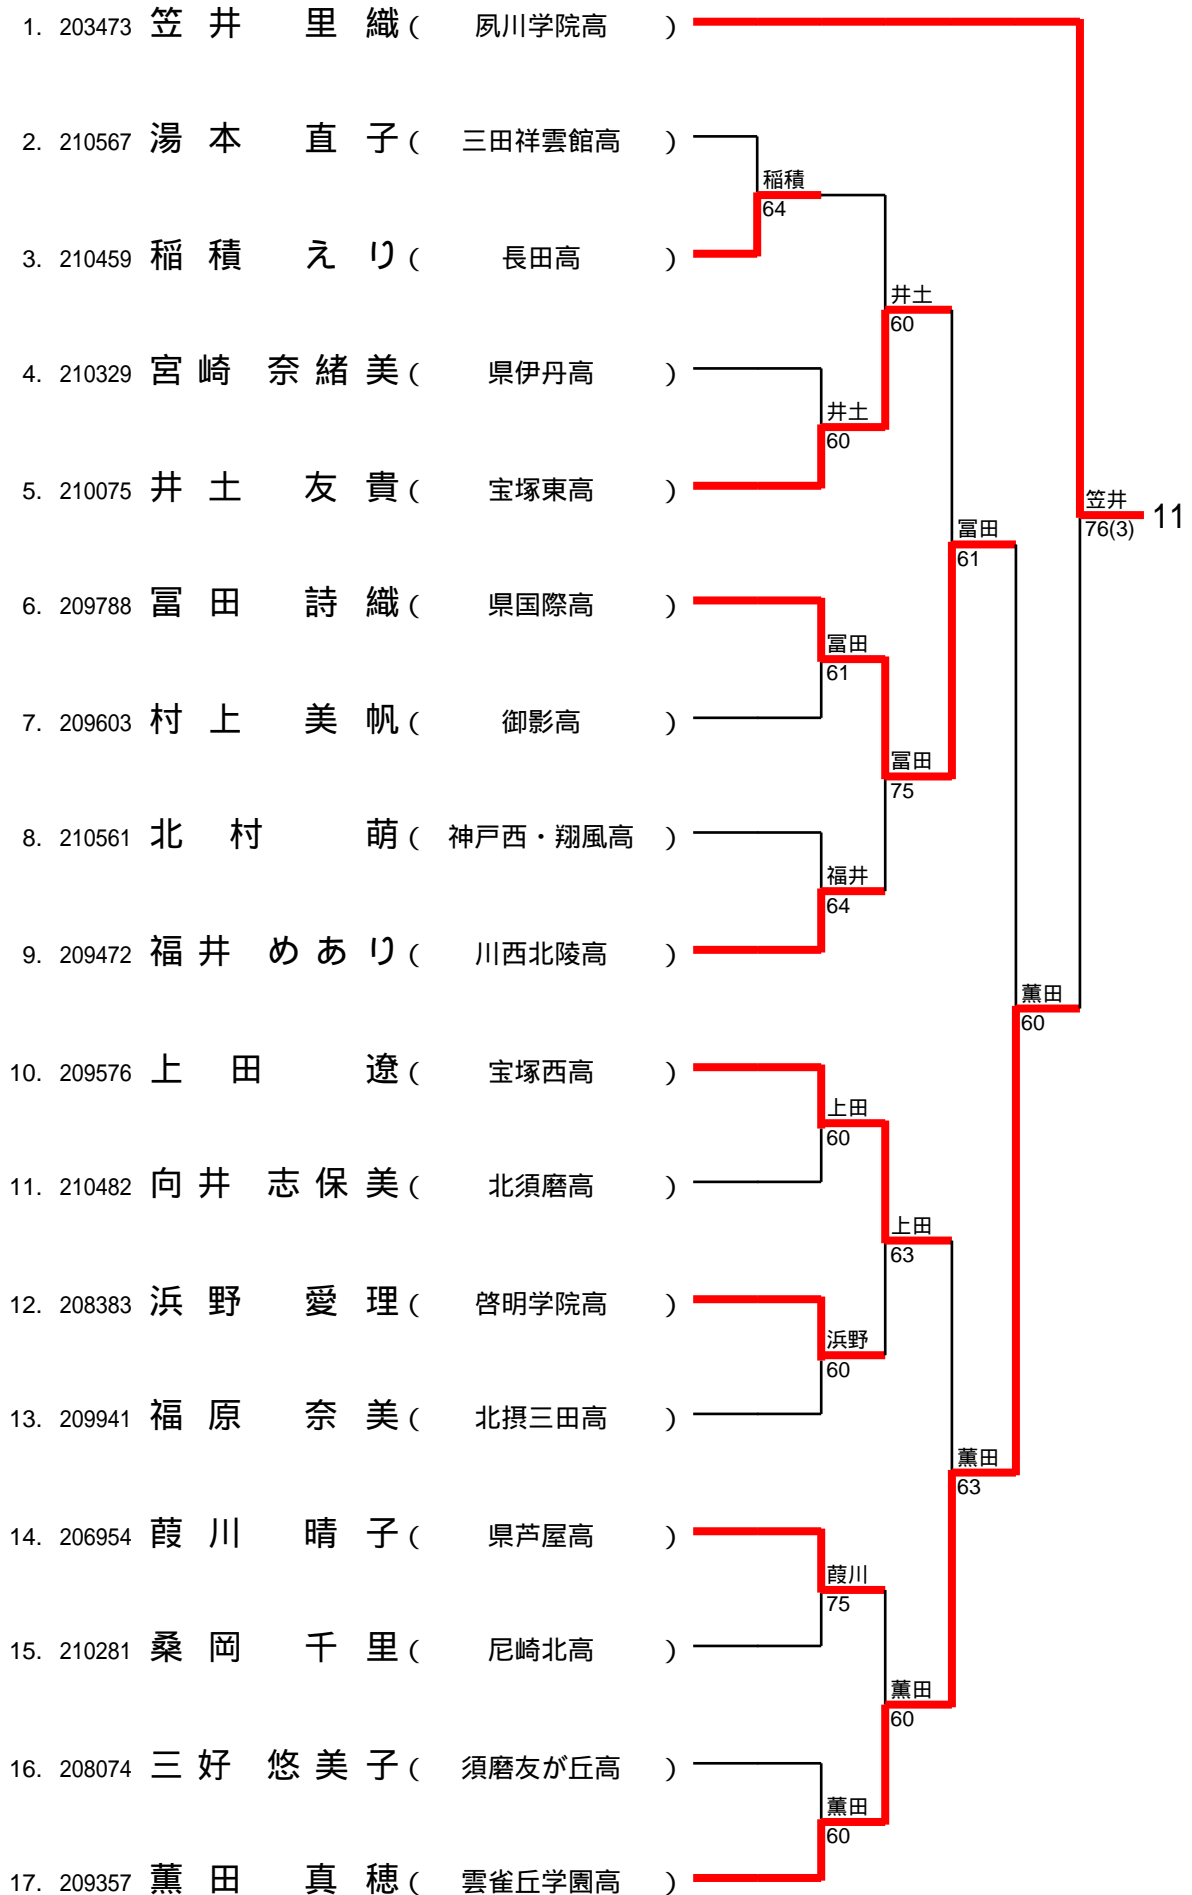 1. 203473 笠井 里織 ( 夙川学院高 )
2. 210567 湯本 直子 ( 三田祥雲館高 )
稲積
64
3. 210459 稲積 えり ( 長田高 )
井土
60
4. 210329 宮崎 奈緒美 ( 県伊丹高 )
井土
60
5. 210075 井土 友貴 ( 宝塚東高 )
笠井
76(3) 11
冨田
61
6. 209788 冨田 詩織 ( 県国際高 )
冨田
61
7. 209603 村上 美帆 ( 御影高 )
冨田
75
8. 210561 北村 萌 ( 神戸西・翔風高 )
福井
64
9. 209472 福井 めあり ( 川西北陵高 )
薫田
60
10. 209576 上田 遼 ( 宝塚西高 )
上田
60
11. 210482 向井 志保美 ( 北須磨高 )
上田
63
12. 208383 浜野 愛理 ( 啓明学院高 )
浜野
60
13. 209941 福原 奈美 ( 北摂三田高 )
薫田
63
14. 206954 葭川 晴子 ( 県芦屋高 )
葭川
75
15. 210281 桑岡 千里 ( 尼崎北高 )
薫田
60
16. 208074 三好 悠美子 ( 須磨友が丘高 )
薫田
60
17. 209357 薫田 真穂 ( 雲雀丘学園高 )